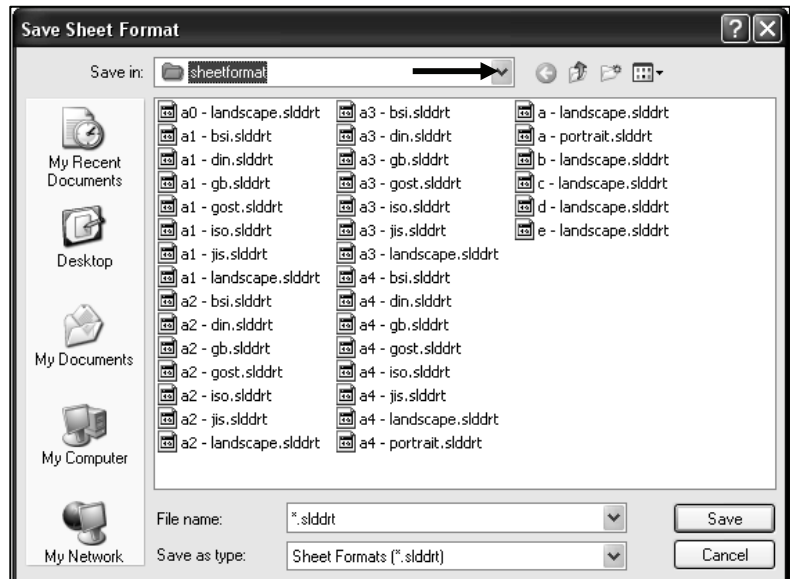 Save Sheet Format
Save in: sheetformat
My Recent
Documents
Desktop
My Documents
My Computer
My Network
a0 - landscape.slddrt
a1 - bsi.slddrt
a1 - din.slddrt
a1 - gb.slddrt
a1 - gost.slddrt
a1 - iso.slddrt
a1 - jis.slddrt
a1 - landscape.slddrt
a2 - bsi.slddrt
a2 - din.slddrt
a2 - gb.slddrt
a2 - gost.slddrt
a2 - iso.slddrt
a2 - jis.slddrt
a2 - landscape.slddrt
a3 - bsi.slddrt
a3 - din.slddrt
a3 - gb.slddrt
a3 - gost.slddrt
a3 - iso.slddrt
a3 - jis.slddrt
a3 - landscape.slddrt
a4 - bsi.slddrt
a4 - din.slddrt
a4 - gb.slddrt
a4 - gost.slddrt
a4 - iso.slddrt
a4 - jis.slddrt
a4 - landscape.slddrt
a4 - portrait.slddrt
a - landscape.slddrt
a - portrait.slddrt
b - landscape.slddrt
c - landscape.slddrt
d - landscape.slddrt
e - landscape.slddrt
File name: *.slddrt Save
Save as type: Sheet Formats (*.slddrt) Cancel